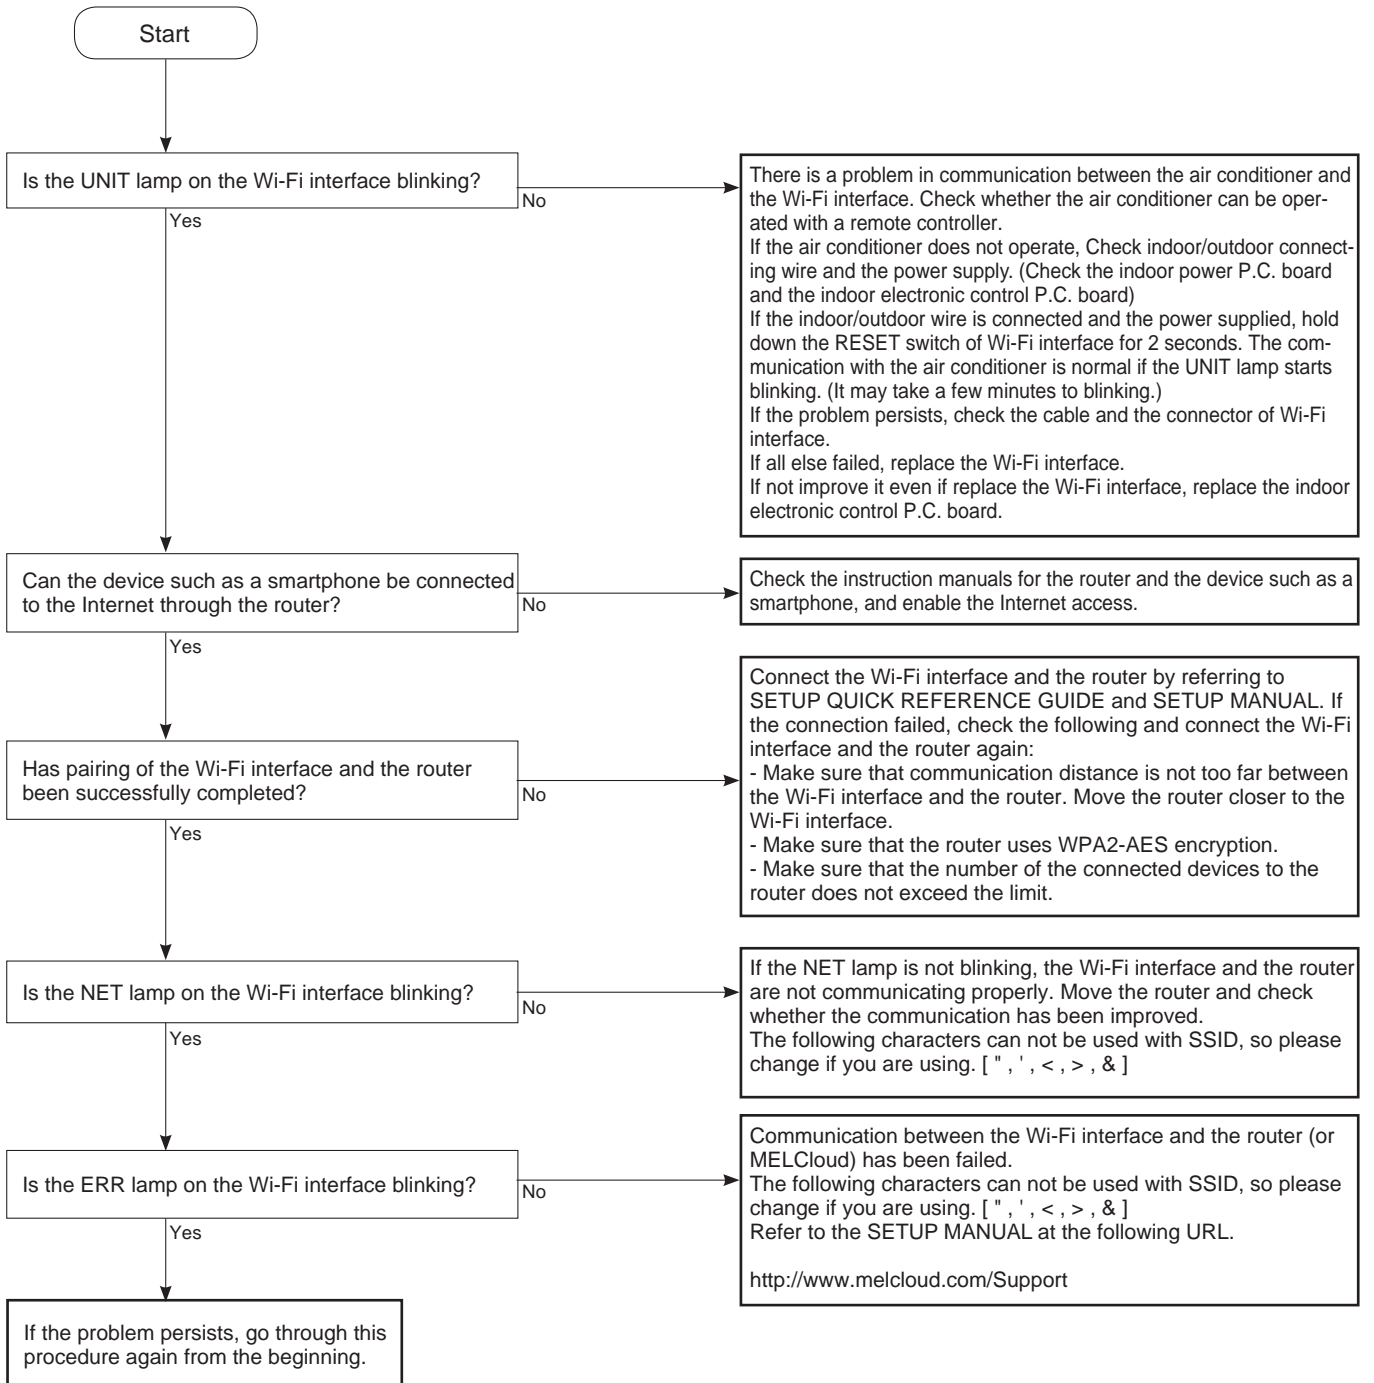 Start
Is the UNIT lamp on the Wi-Fi interface blinking?
No
Yes
There is a problem in communication between the air conditioner and
the Wi-Fi interface. Check whether the air conditioner can be oper-
ated with a remote controller.
If the air conditioner does not operate, Check indoor/outdoor connect-
ing wire and the power supply. (Check the indoor power P.C. board
and the indoor electronic control P.C. board)
If the indoor/outdoor wire is connected and the power supplied, hold
down the RESET switch of Wi-Fi interface for 2 seconds. The com-
munication with the air conditioner is normal if the UNIT lamp starts
blinking. (It may take a few minutes to blinking.)
If the problem persists, check the cable and the connector of Wi-Fi
interface.
If all else failed, replace the Wi-Fi interface.
If not improve it even if replace the Wi-Fi interface, replace the indoor
electronic control P.C. board.
Can the device such as a smartphone be connected
to the Internet through the router?
No
Yes
Check the instruction manuals for the router and the device such as a
smartphone, and enable the Internet access.
Has pairing of the Wi-Fi interface and the router
been successfully completed?
No
Yes
Connect the Wi-Fi interface and the router by referring to
SETUP QUICK REFERENCE GUIDE and SETUP MANUAL. If
the connection failed, check the following and connect the Wi-Fi
interface and the router again:
- Make sure that communication distance is not too far between
the Wi-Fi interface and the router. Move the router closer to the
Wi-Fi interface.
- Make sure that the router uses WPA2-AES encryption.
- Make sure that the number of the connected devices to the
router does not exceed the limit.
Is the NET lamp on the Wi-Fi interface blinking?
No
Yes
If the NET lamp is not blinking, the Wi-Fi interface and the router
are not communicating properly. Move the router and check
whether the communication has been improved.
The following characters can not be used with SSID, so please
change if you are using. [ " , ' , < , > , & ]
Is the ERR lamp on the Wi-Fi interface blinking?
No
Yes
Communication between the Wi-Fi interface and the router (or
MELCloud) has been failed.
The following characters can not be used with SSID, so please
change if you are using. [ " , ' , < , > , & ]
Refer to the SETUP MANUAL at the following URL.
http://www.melcloud.com/Support
If the problem persists, go through this
procedure again from the beginning.